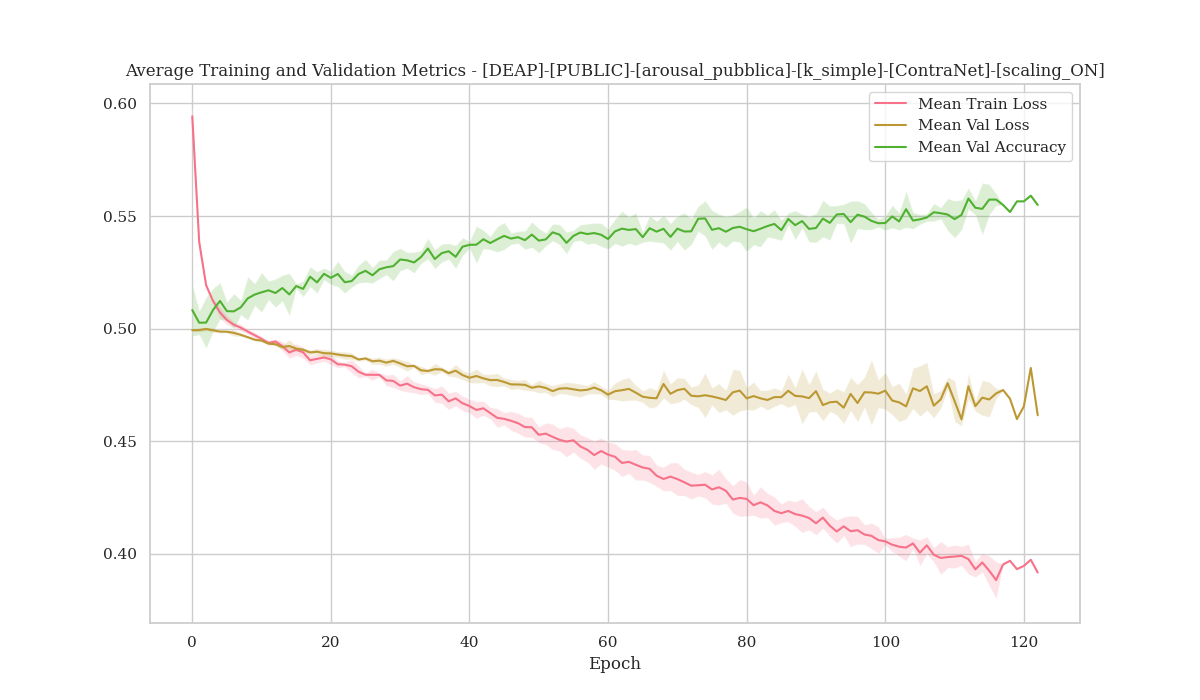 Average Training and Validation Metrics - [DEAP]-[PUBLIC]-[arousal_pubblica]-[k_simple]-[ContraNet]-[scaling_ON]
Mean Train Loss
Mean Val Loss
Mean Val Accuracy
0.60
0.55
0.50
0.45
0.40
0 20 40 60 80 100 120
Epoch